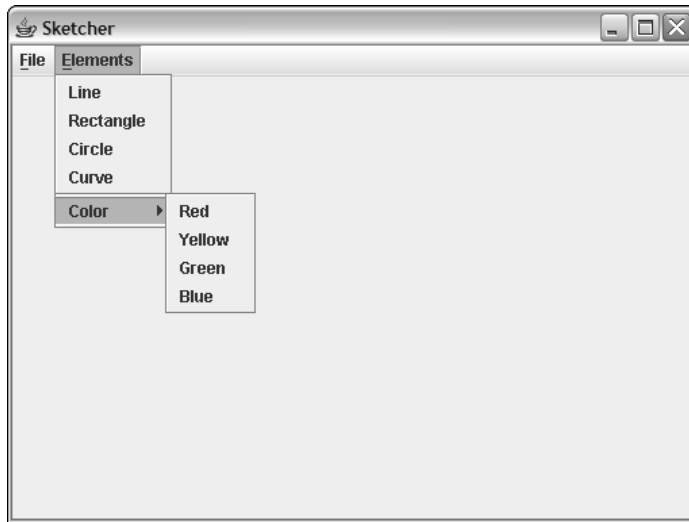 Sketcher
File Elements
Line
Rectangle
Circle
Curve
Color
Red
Yellow
Green
Blue